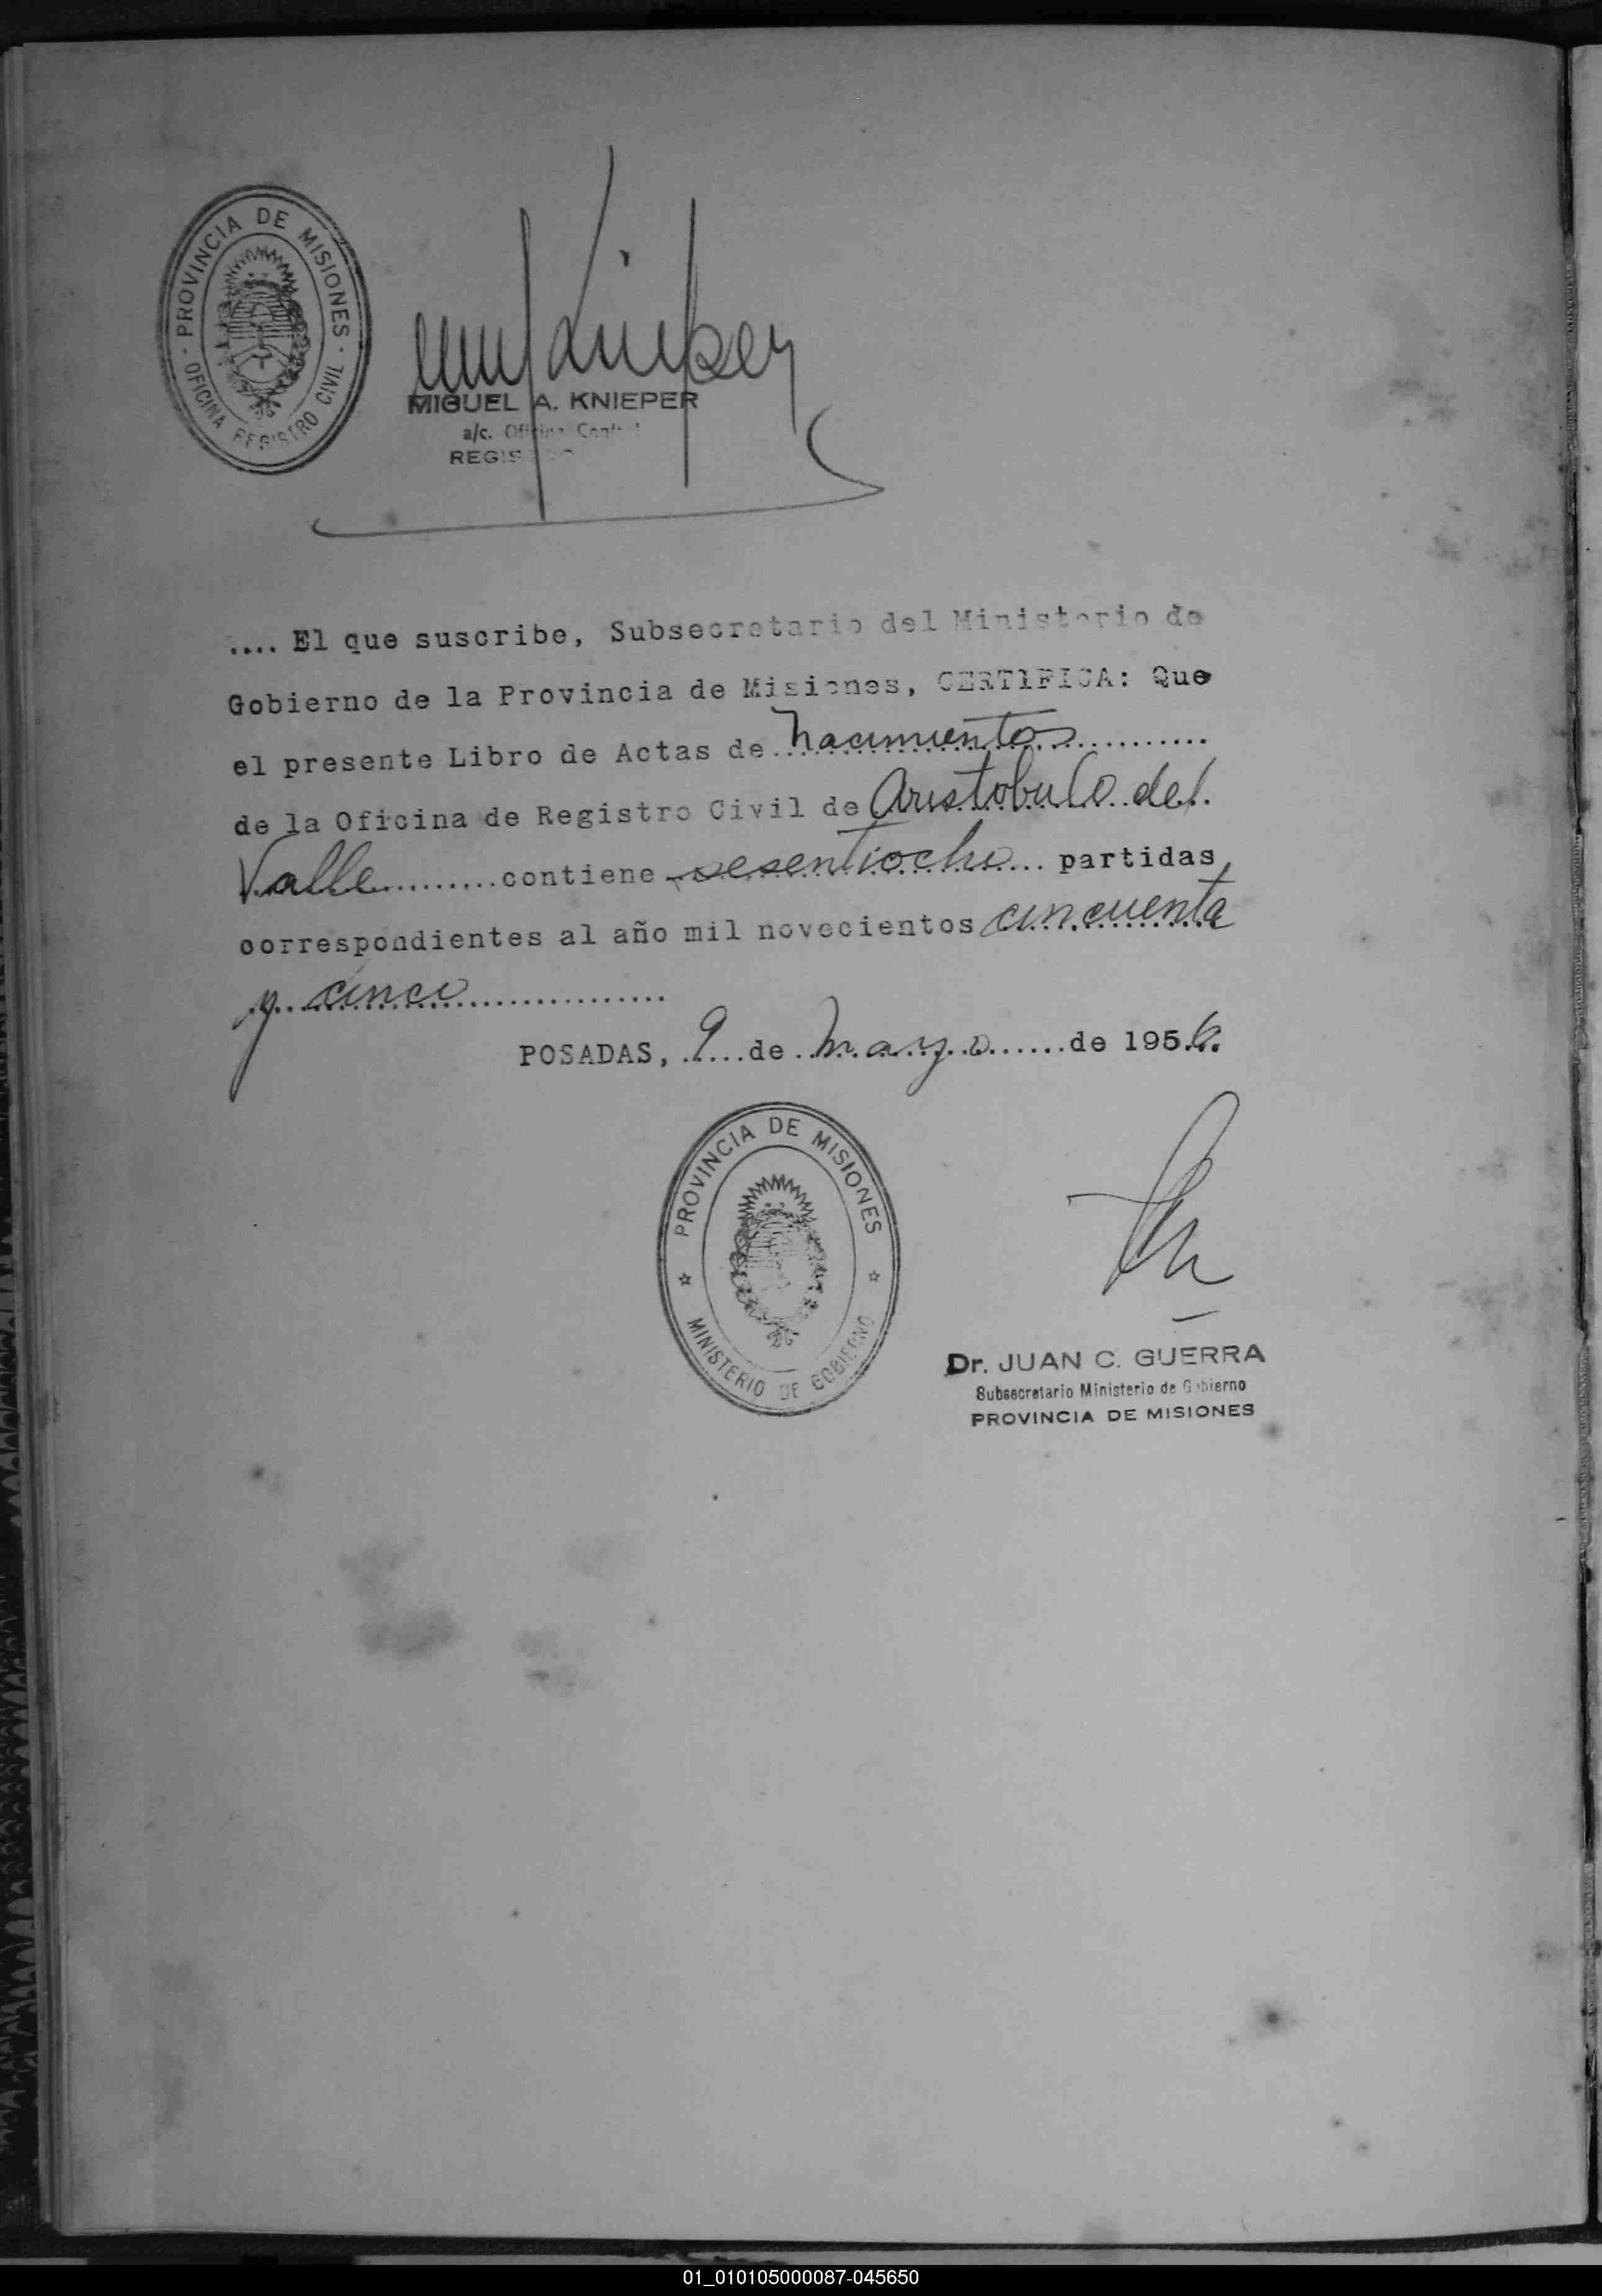 · PROVINCIA DE MISIONES ·
OFICINA REGISTRO CIVIL
MIGUEL A. KNIEPER
a/c. Oficina Central
.... El que suscribe, Subsecretario del Ministerio de
Gobierno de la Provincia de Misiones, CERTIFICA: Que
el presente Libro de Actas de Nacimientos
de la Oficina de Registro Civil de Aristobulo del
Valle contiene sesentiocho partidas
correspondientes al año mil novecientos cincuenta
y cinco
POSADAS, 9 de mayo de 1956.
PROVINCIA DE MISIONES
MINISTERIO DE GOBIERNO
Dr. JUAN C. GUERRA
Subsecretario Ministerio de Gobierno
PROVINCIA DE MISIONES
01_010105000087-045650